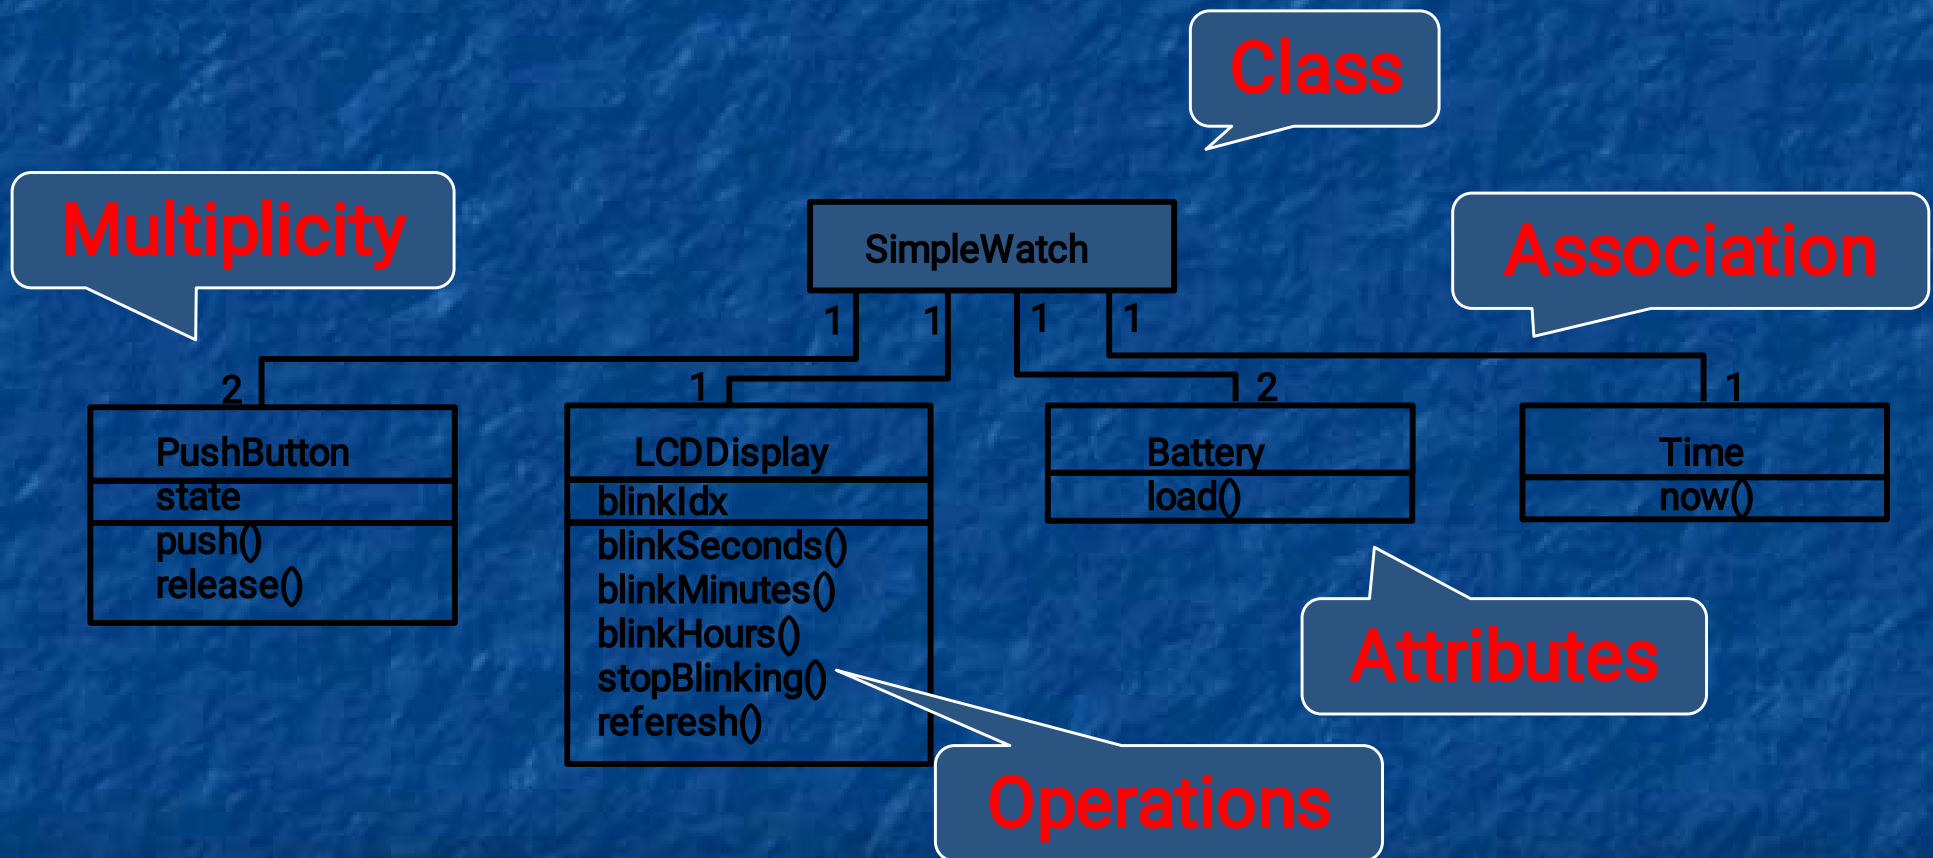 Class
Multiplicity
SimpleWatch
Association
1 1 1 1
2 1 2 1
PushButton
state
push()
release()
LCDDisplay
blinkIdx
blinkSeconds()
blinkMinutes()
blinkHours()
stopBlinking()
referesh()
Battery
load()
Time
now()
Attributes
Operations